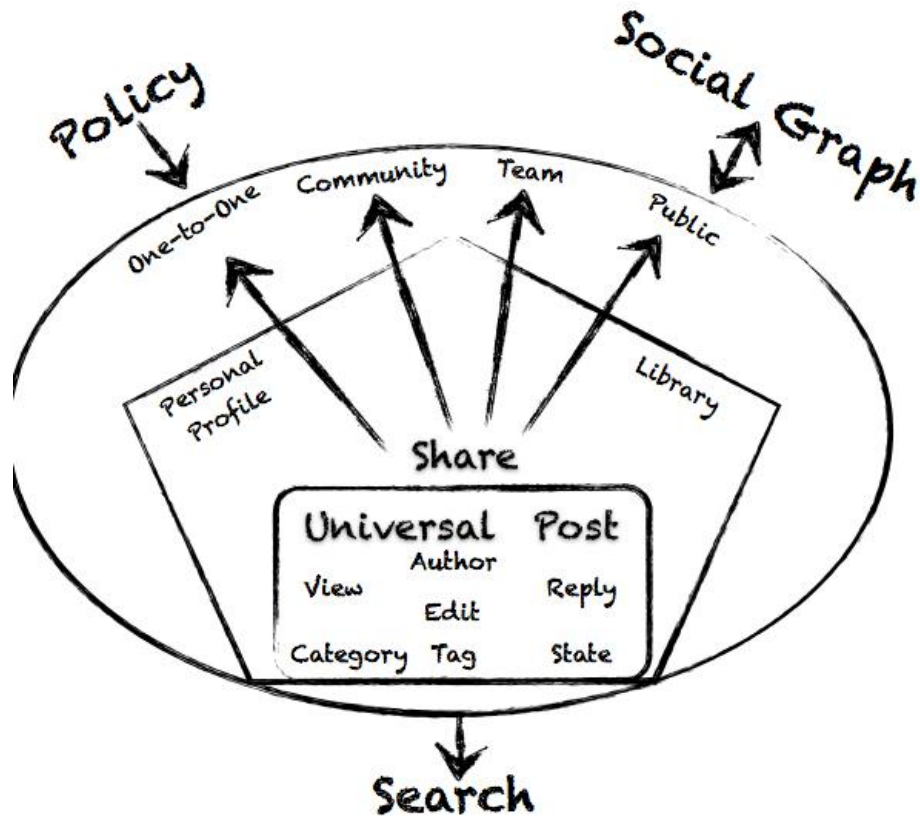 Policy
Social Graph
One-to-One
Community
Team
Public
Personal
Profile
Library
Share
Universal Post
Author
View
Reply
Edit
Category Tag State
Search